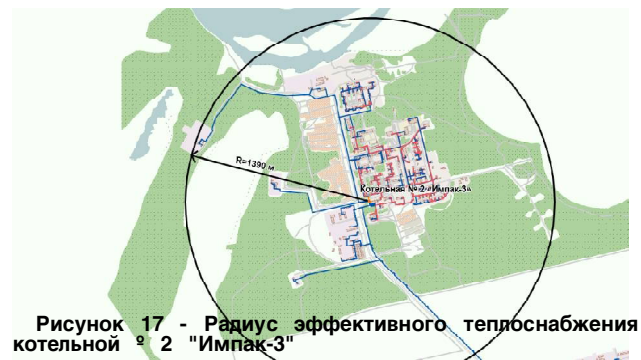 R=1390 м
Котельная № 2 «Импак-3»
Рисунок 17 - Радиус эффективного теплоснабжения
котельной º 2 "Импак-3"